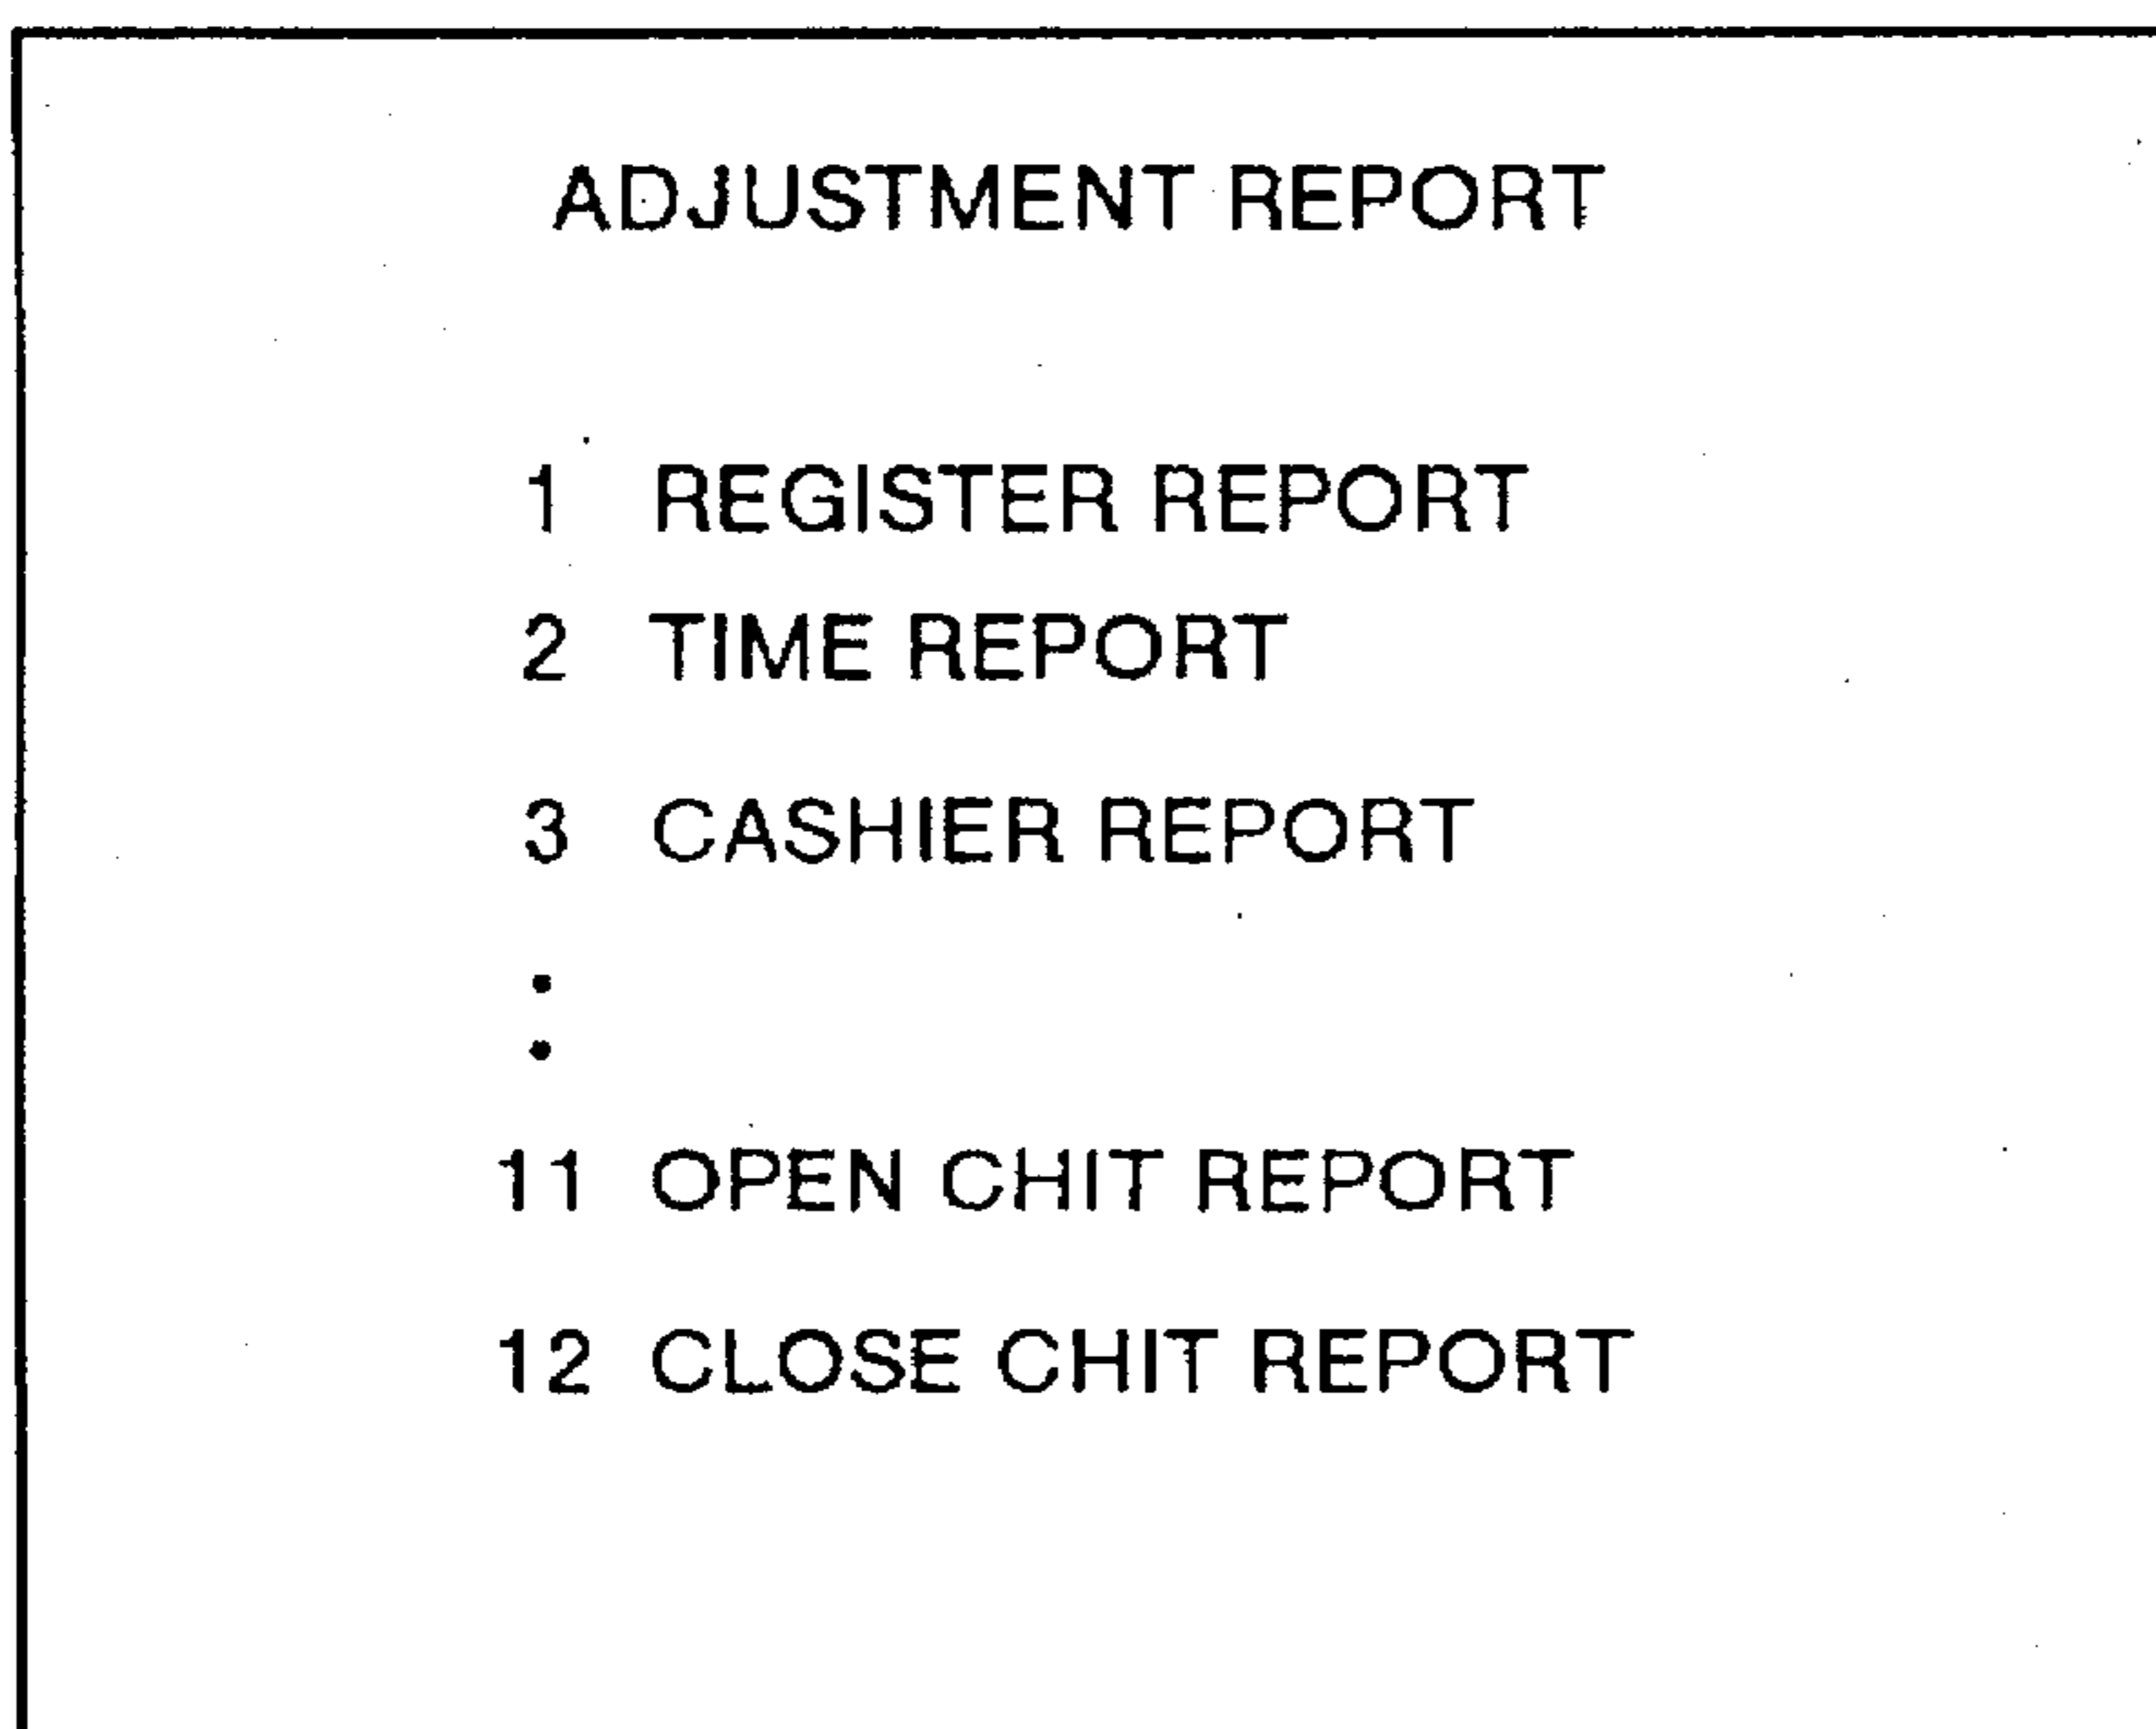 ADJUSTMENT REPORT
1 REGISTER REPORT
2 TIME REPORT
3 CASHIER REPORT
•
•
11 OPEN CHIT REPORT
12 CLOSE CHIT REPORT